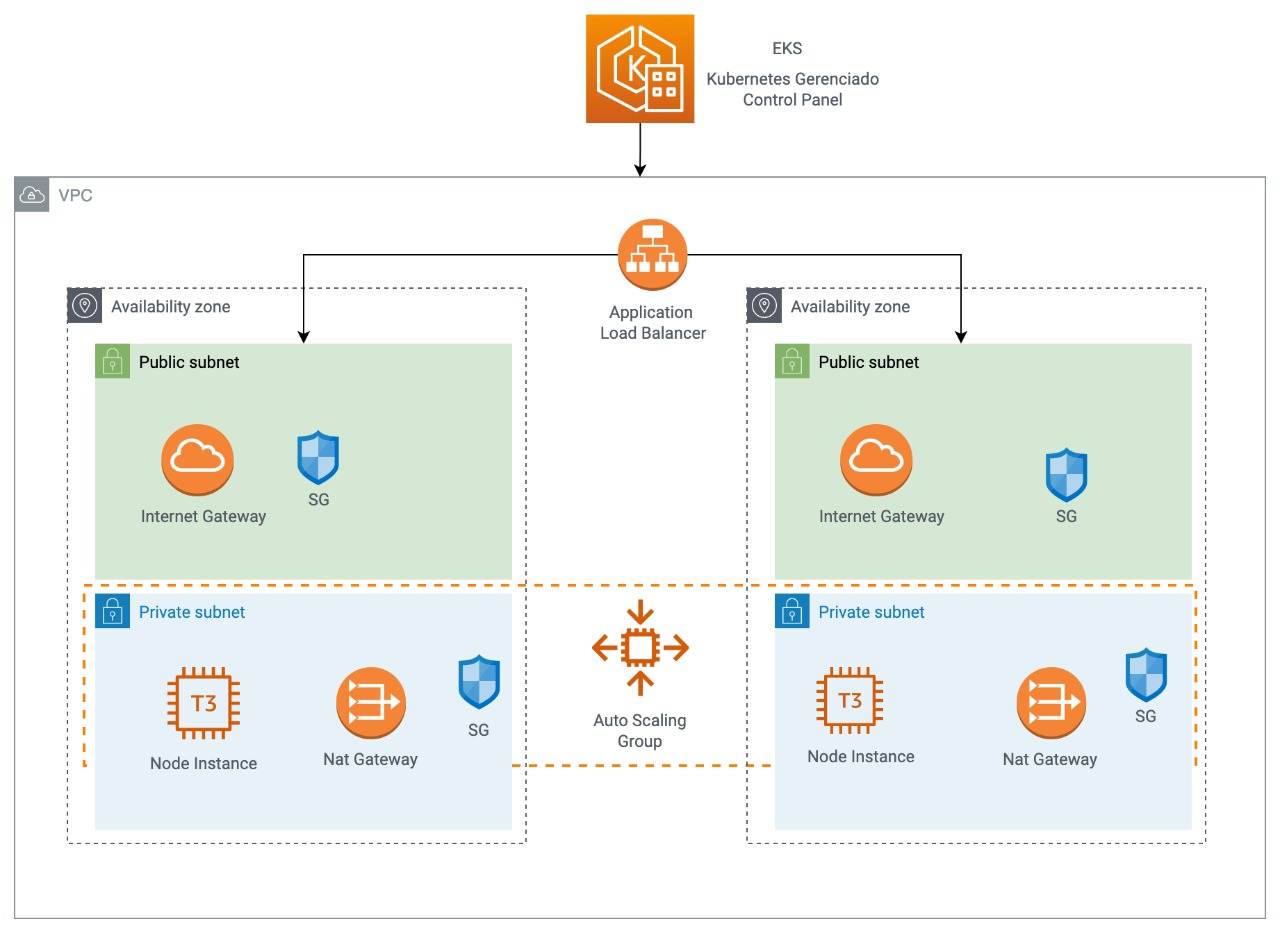 EKS
Kubernetes Gerenciado
Control Panel
VPC
Application
Load Balancer
Availability zone
Public subnet
Internet Gateway
SG
Private subnet
T3
Node Instance
Nat Gateway
SG
Auto Scaling
Group
Availability zone
Public subnet
Internet Gateway
SG
Private subnet
T3
Node Instance
Nat Gateway
SG